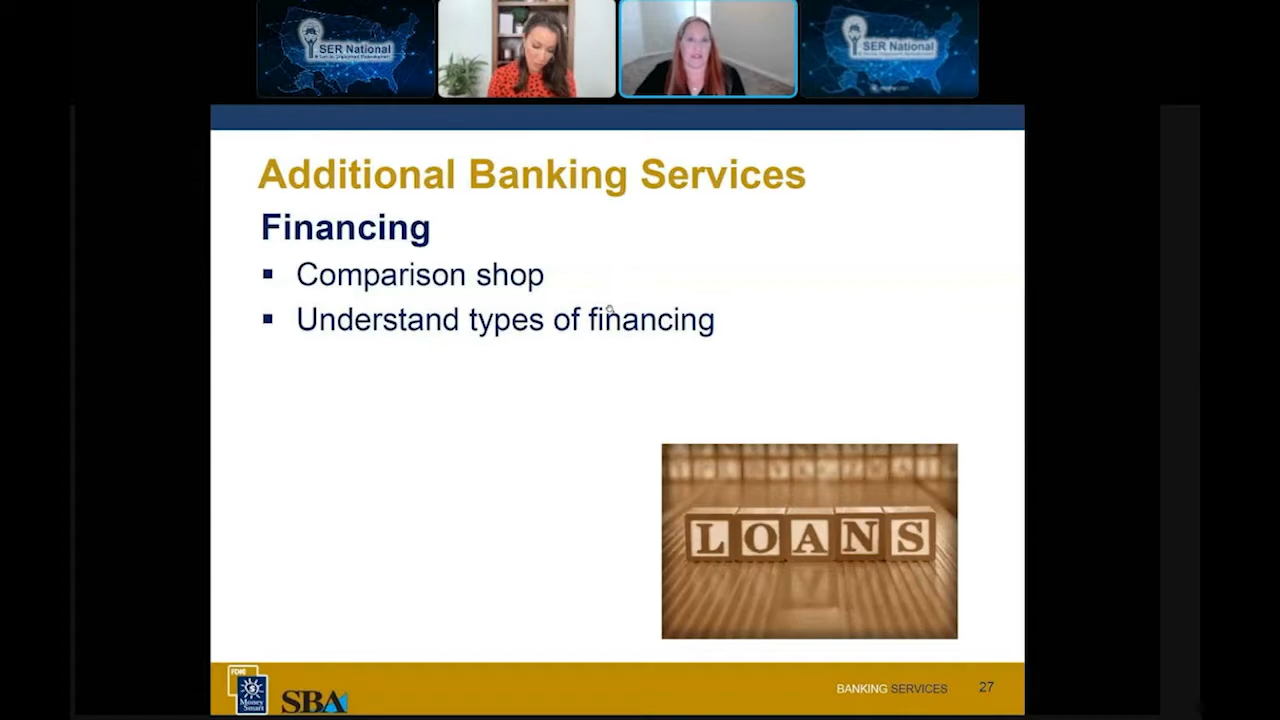 SER National
SER National
Additional Banking Services
Financing
▪ Comparison shop
▪ Understand types of financing
LOANS
FDIC
Money
Smart
SBA
BANKING SERVICES 27